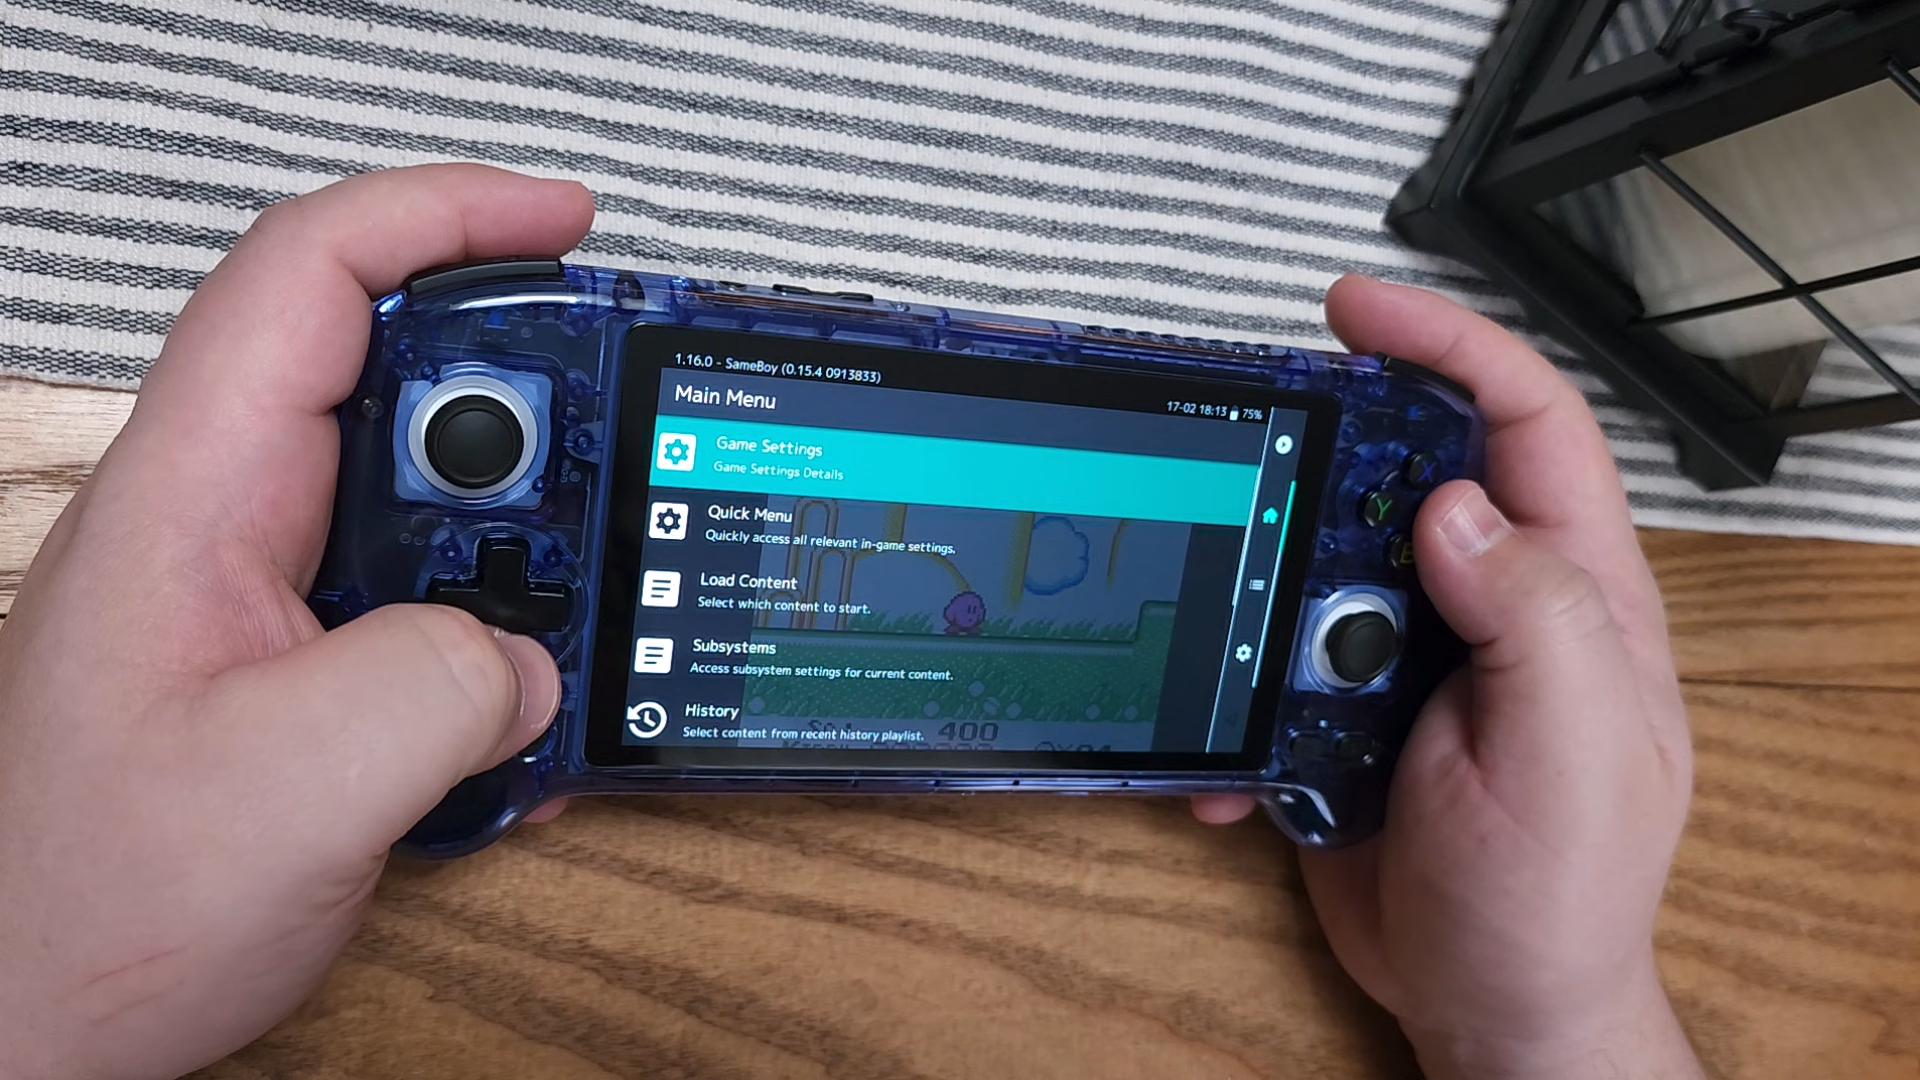 1.16.0 - SameBoy (0.15.4 0913833)
17-02 18:13 75%
Main Menu
Game Settings
Game Settings Details
Quick Menu
Quickly access all relevant in-game settings.
Load Content
Select which content to start.
Subsystems
Access subsystem settings for current content.
History
Select content from recent history playlist.
400
X
Y
B